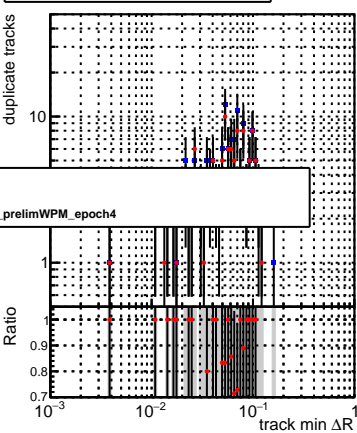 duplicate tracks
10
_prelimWPM_epoch4
1
Ratio
1
0.9
0.8
0.7
10⁻³ 10⁻² 10⁻¹ 1
track min ΔR